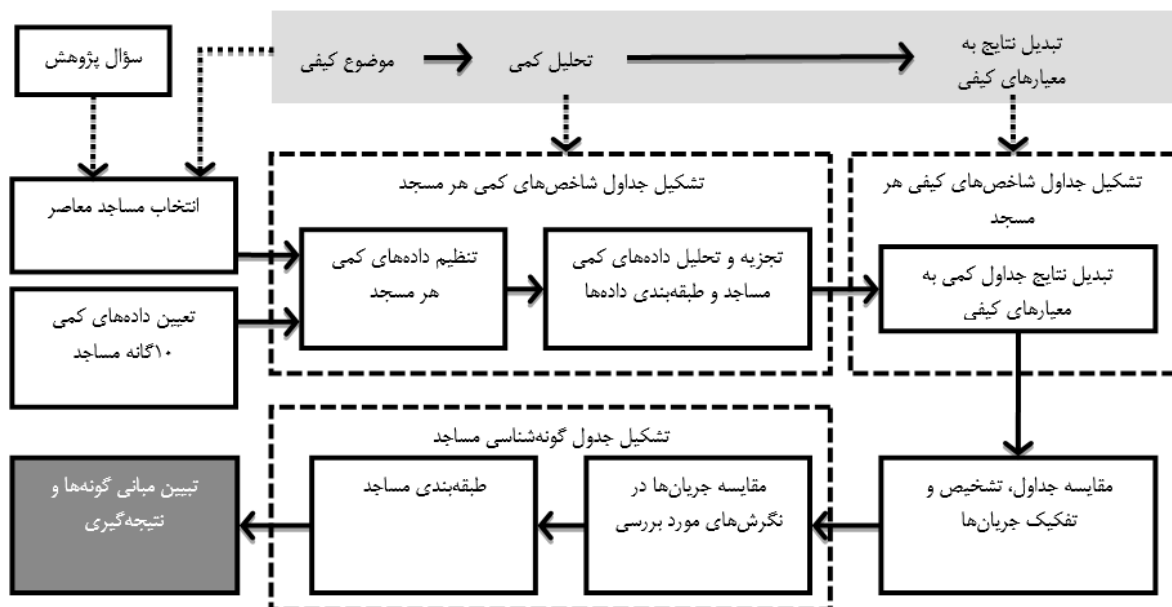 سؤال پژوهش
موضوع کیفی
تحلیل کمی
تبدیل نتایج به
معیارهای کیفی
انتخاب مساجد معاصر
تعیین داده‌های کمی
۱۰گانه مساجد
تشکیل جداول شاخص‌های کمی هر مسجد
تنظیم داده‌های کمی
هر مسجد
تجزیه و تحلیل داده‌های کمی
مساجد و طبقه‌بندی داده‌ها
تشکیل جداول شاخص‌های کیفی هر
مسجد
تبدیل نتایج جداول کمی به
معیارهای کیفی
مقایسه جداول، تشخیص و
تفکیک جریان‌ها
تشکیل جدول گونه‌شناسی مساجد
مقایسه جریان‌ها در
نگرش‌های مورد بررسی
طبقه‌بندی مساجد
تبیین مبانی گونه‌ها و
نتیجه‌گیری